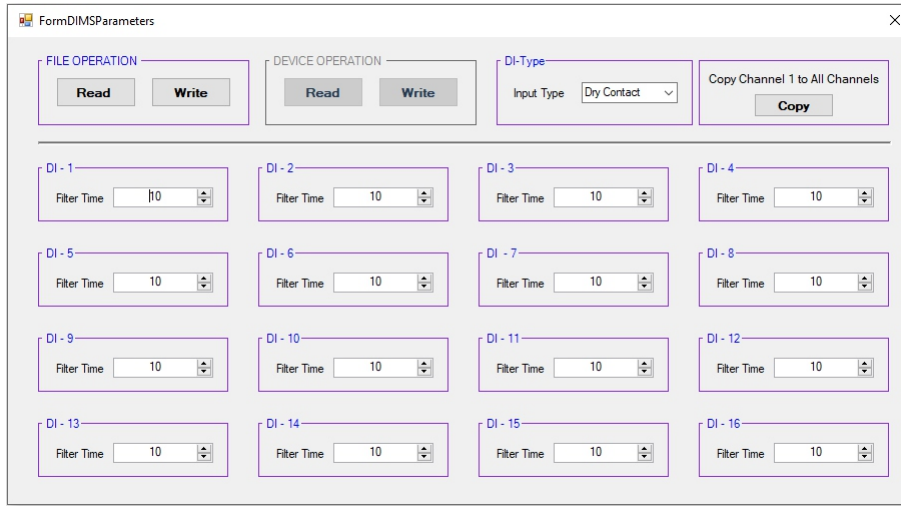 FormDIMSParameters
FILE OPERATION
Read Write
DEVICE OPERATION
Read Write
DI-Type
Input Type Dry Contact
Copy Channel 1 to All Channels
Copy
DI - 1 DI - 2 DI - 3 DI - 4
Filter Time 10 Filter Time 10 Filter Time 10 Filter Time 10
DI - 5 DI - 6 DI - 7 DI - 8
Filter Time 10 Filter Time 10 Filter Time 10 Filter Time 10
DI - 9 DI - 10 DI - 11 DI - 12
Filter Time 10 Filter Time 10 Filter Time 10 Filter Time 10
DI - 13 DI - 14 DI - 15 DI - 16
Filter Time 10 Filter Time 10 Filter Time 10 Filter Time 10